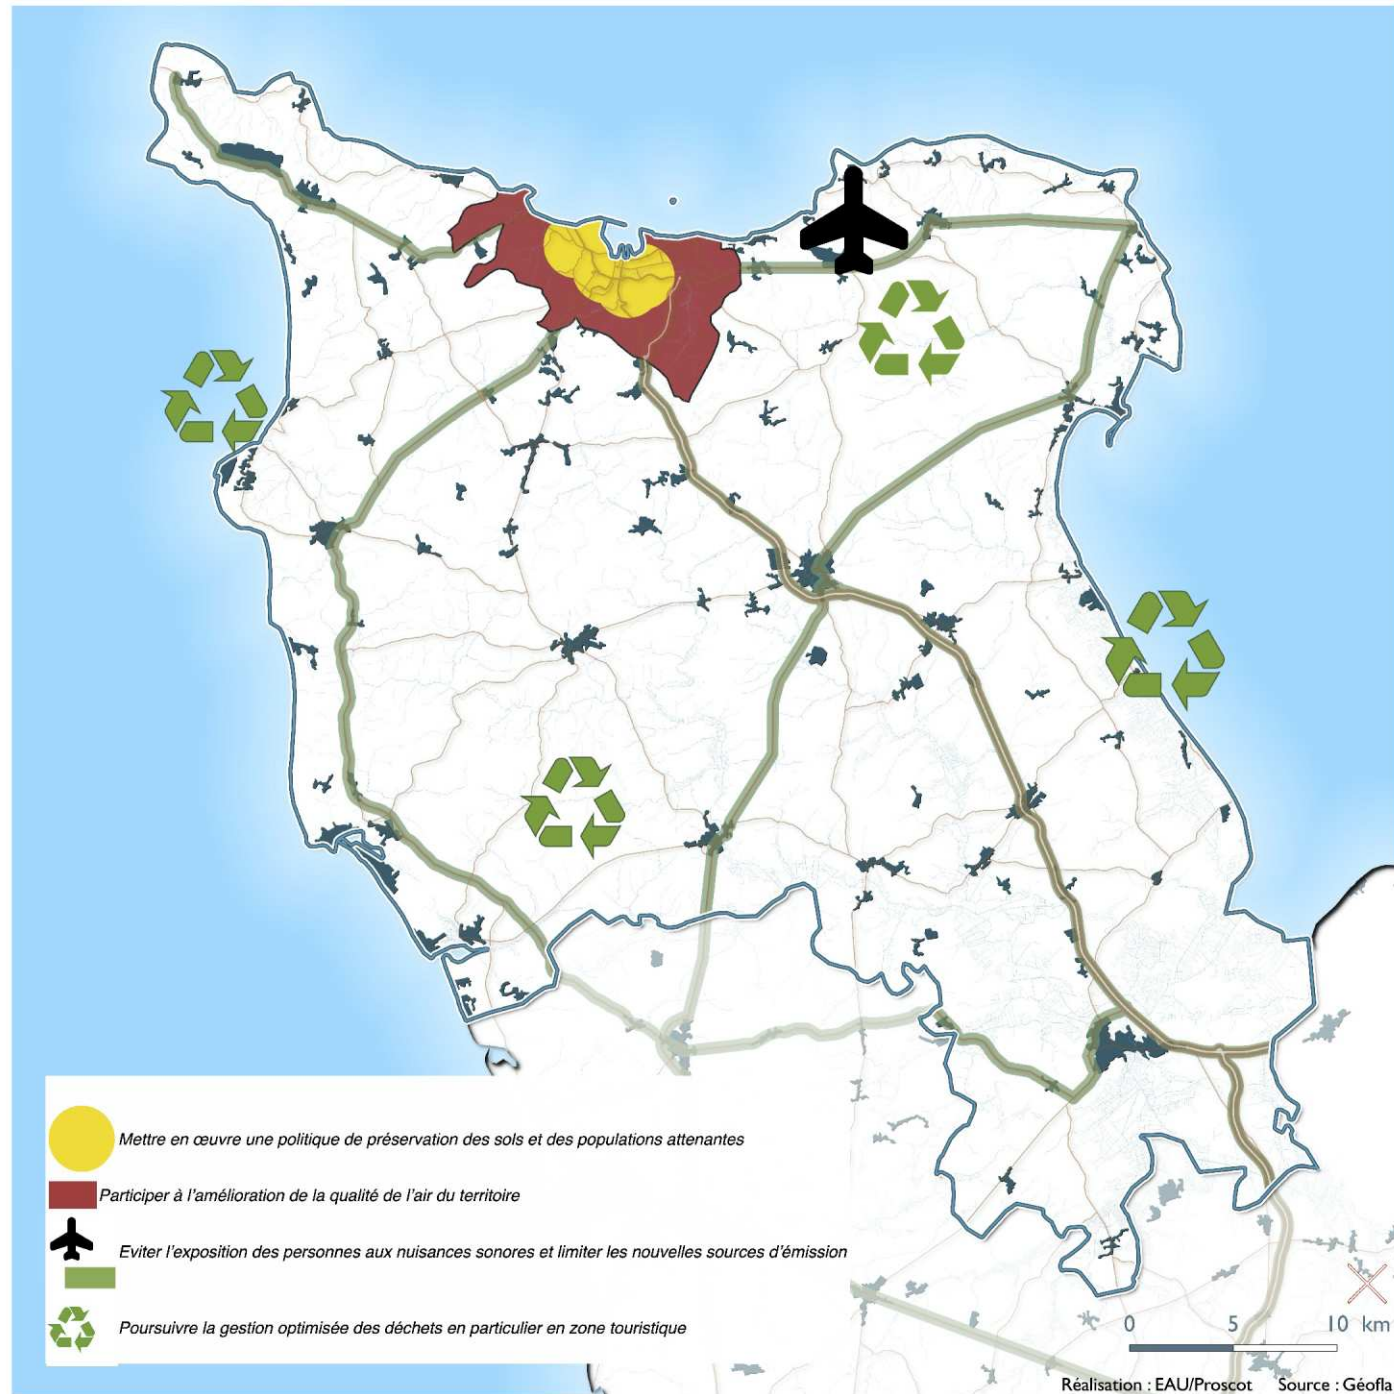 Mettre en œuvre une politique de préservation des sols et des populations attenantes
Participer à l'amélioration de la qualité de l'air du territoire
Eviter l'exposition des personnes aux nuisances sonores et limiter les nouvelles sources d'émission
Poursuivre la gestion optimisée des déchets en particulier en zone touristique
0 5 10 km
Réalisation : EAU/Proscot Source : Géofla